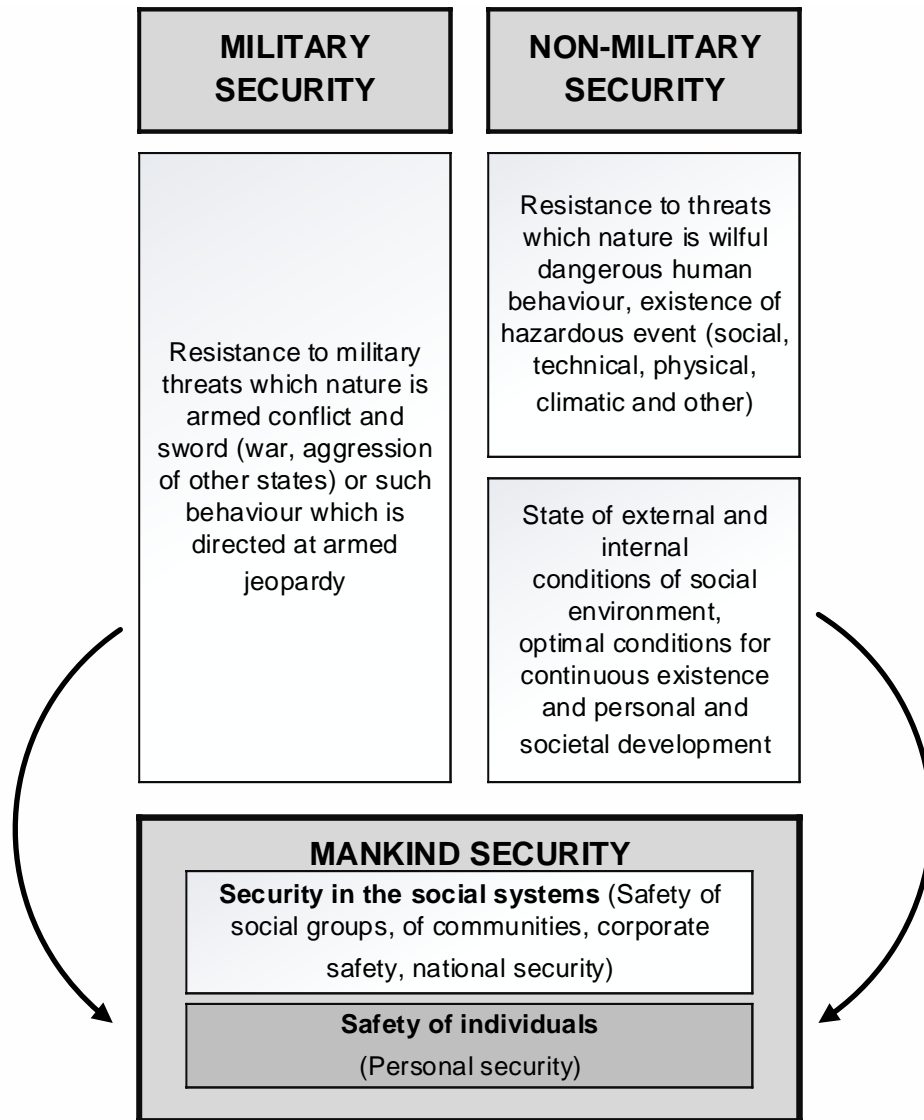 MILITARY
SECURITY
NON-MILITARY
SECURITY
Resistance to military
threats which nature is
armed conflict and
sword (war, aggression
of other states) or such
behaviour which is
directed at armed
jeopardy
Resistance to threats
which nature is wilful
dangerous human
behaviour, existence of
hazardous event (social,
technical, physical,
climatic and other)
State of external and
internal
conditions of social
environment,
optimal conditions for
continuous existence
and personal and
societal development
MANKIND SECURITY
Security in the social systems (Safety of
social groups, of communities, corporate
safety, national security)
Safety of individuals
(Personal security)